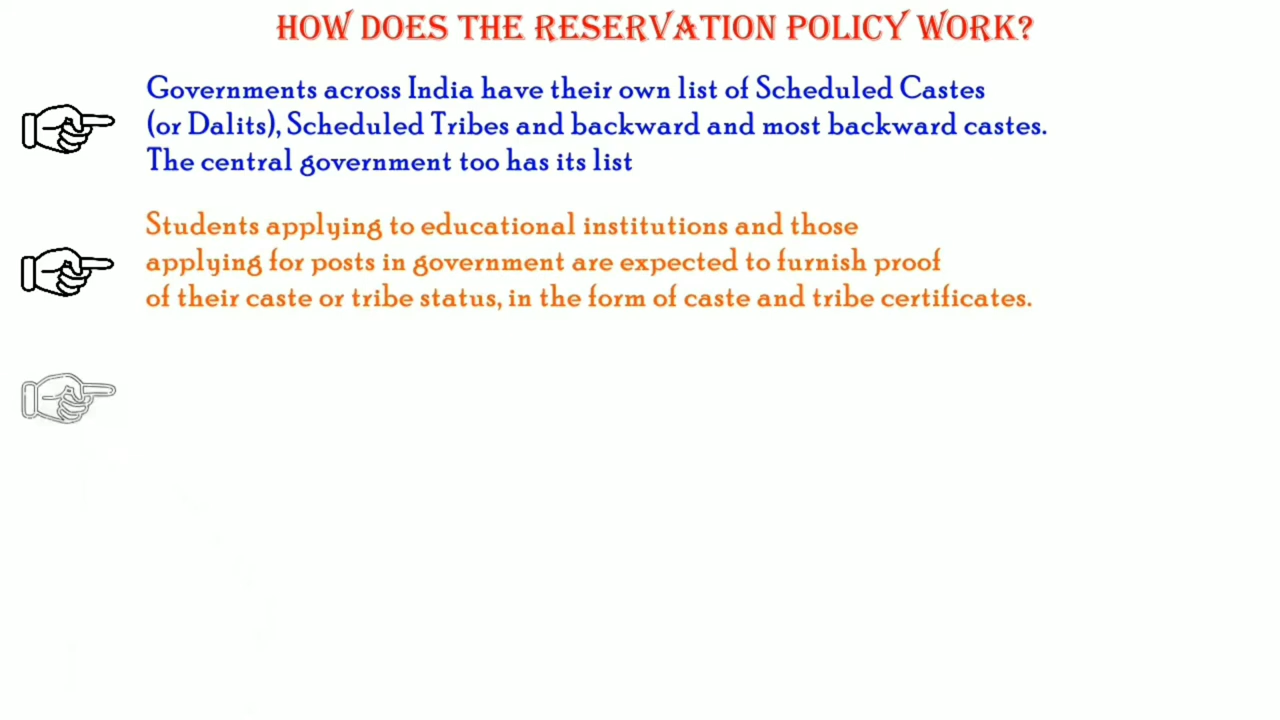 HOW DOES THE RESERVATION POLICY WORK?
Governments across India have their own list of Scheduled Castes
(or Dalits), Scheduled Tribes and backward and most backward castes.
The central government too has its list
Students applying to educational institutions and those
applying for posts in government are expected to furnish proof
of their caste or tribe status, in the form of caste and tribe certificates.